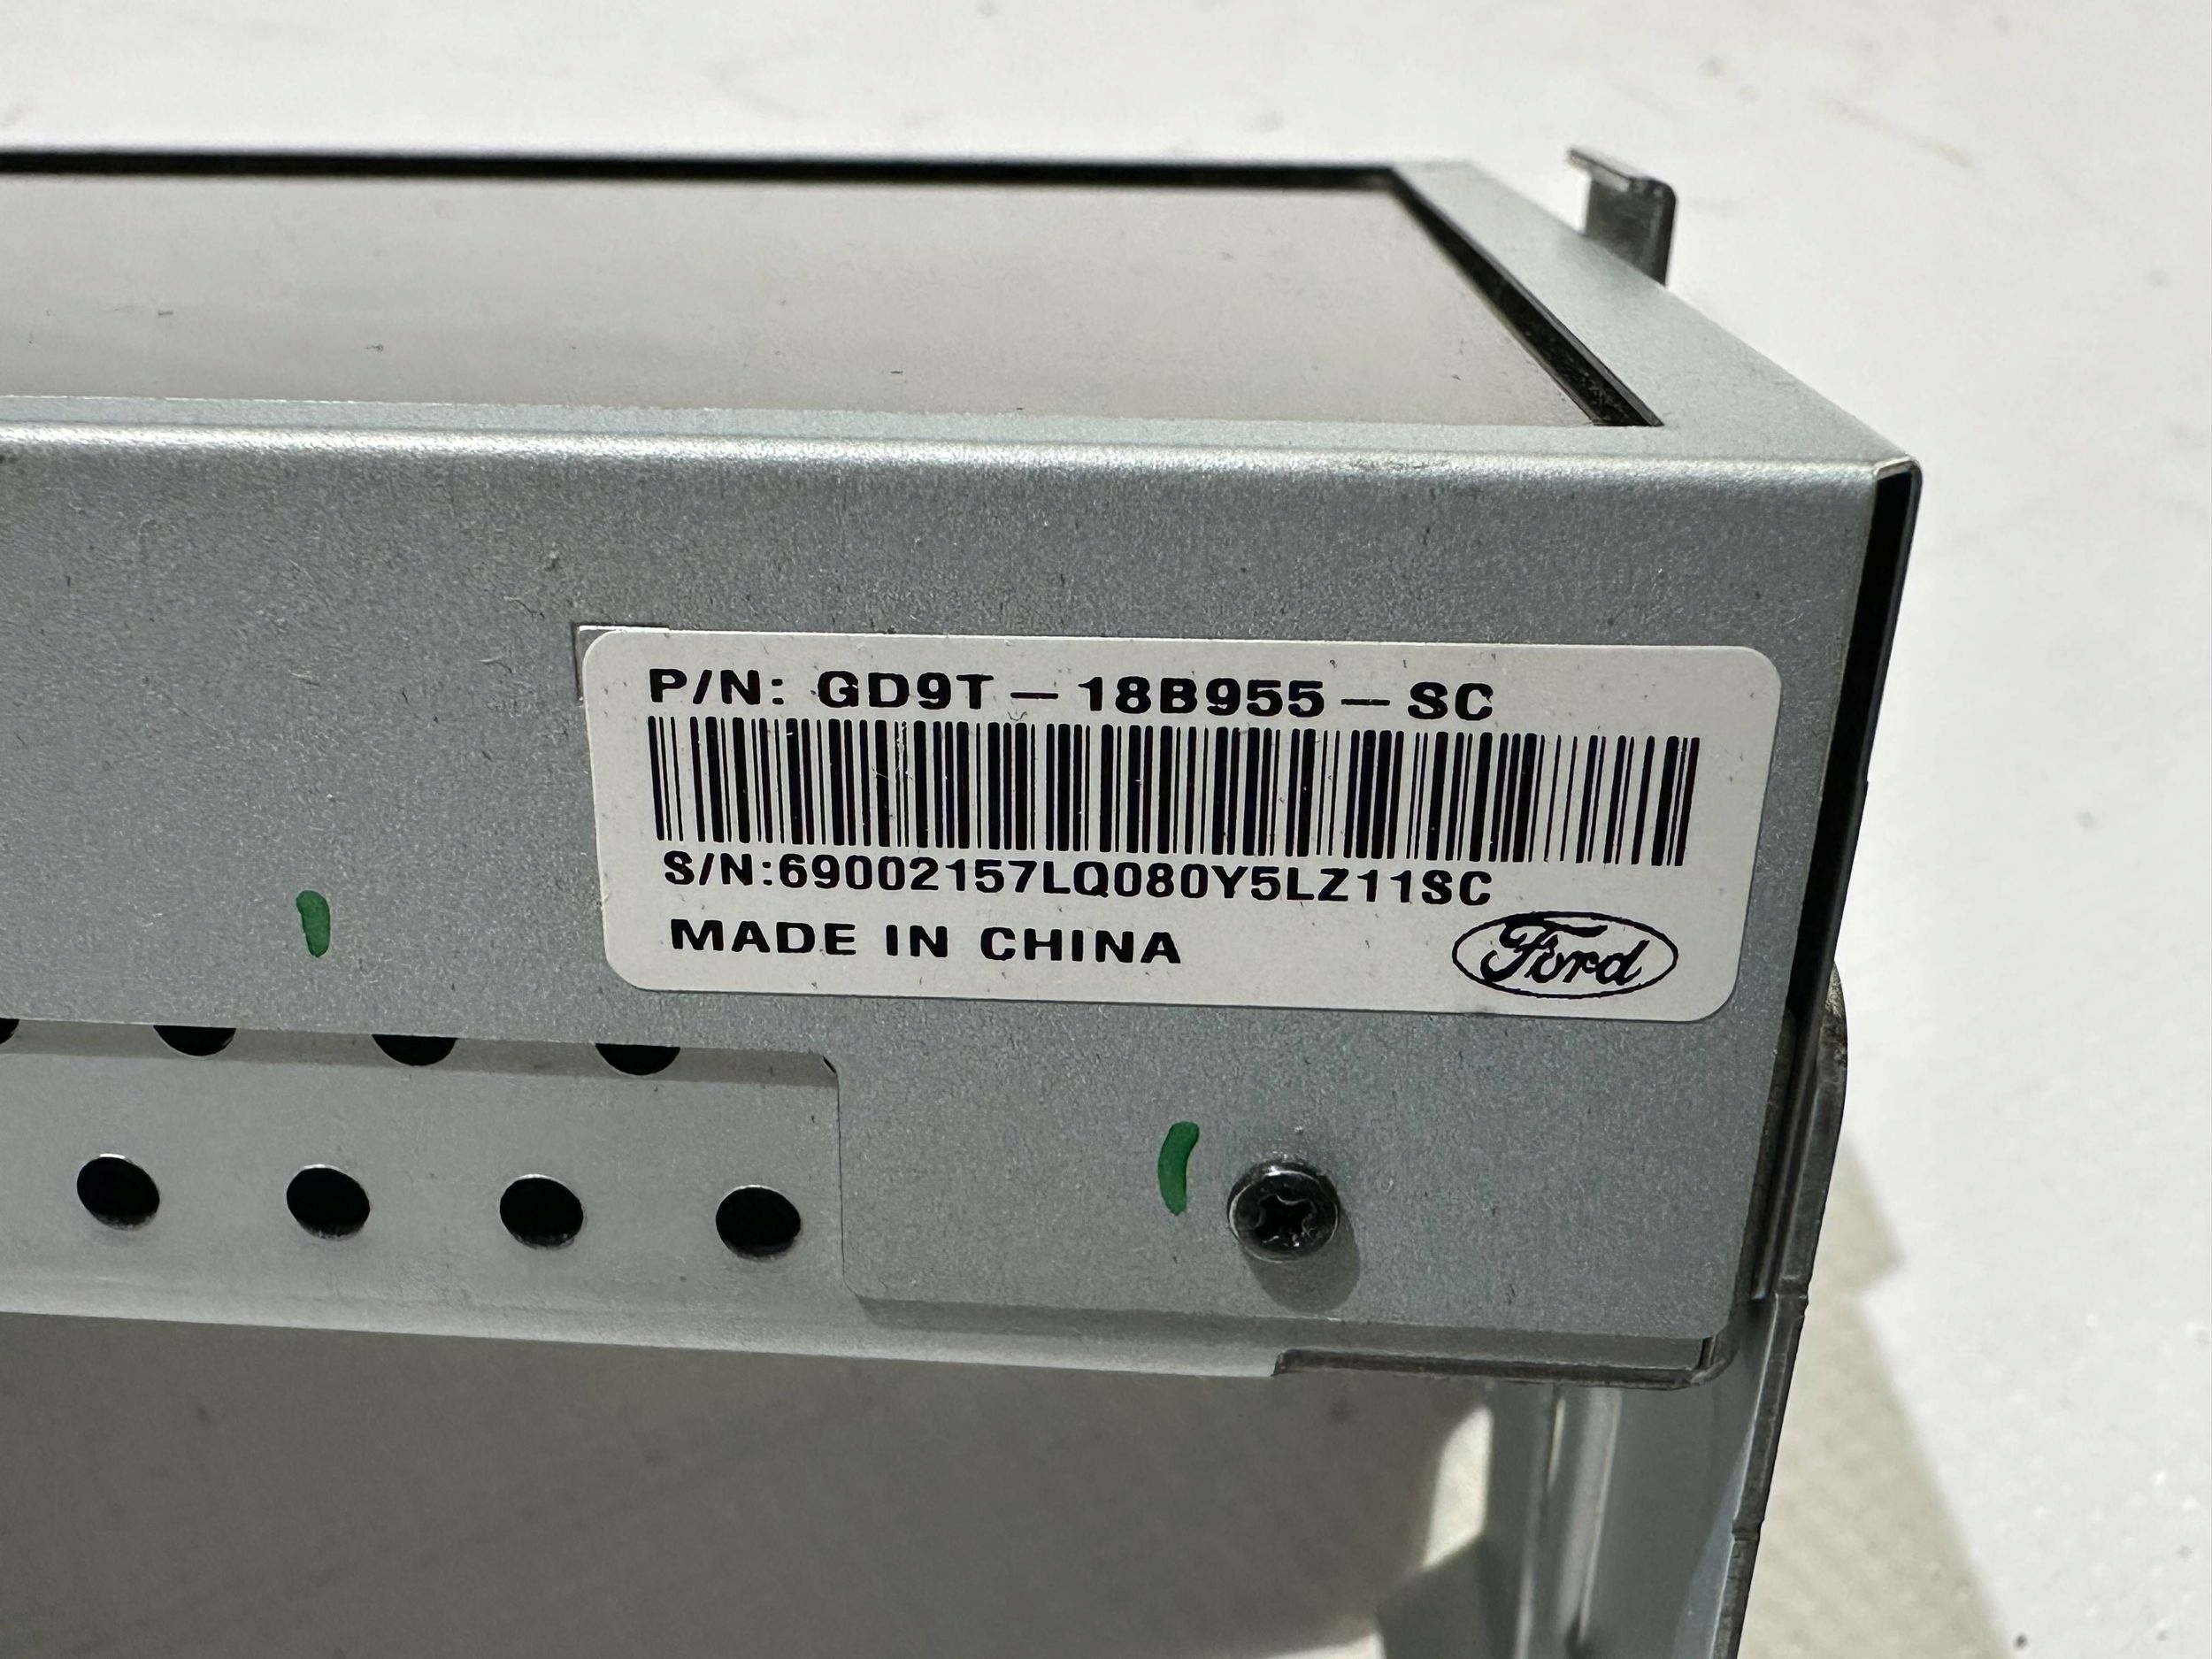 P/N: GD9T-18B955-SC
S/N:69002157LQ080Y5LZ11SC
MADE IN CHINA
Ford